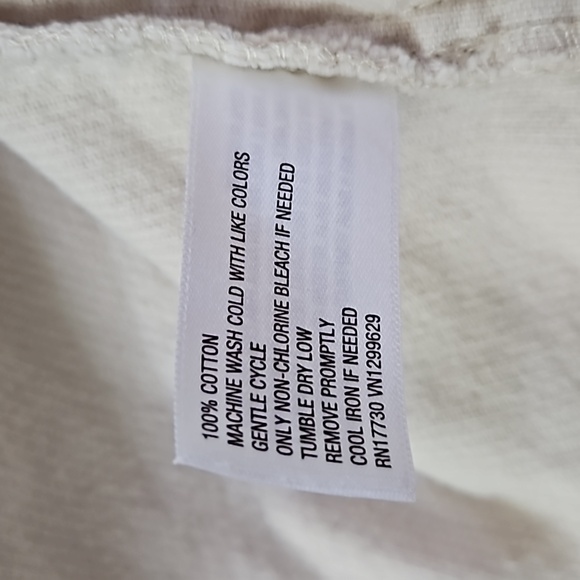 100% COTTON
MACHINE WASH COLD WITH LIKE COLORS
GENTLE CYCLE
ONLY NON-CHLORINE BLEACH IF NEEDED
TUMBLE DRY LOW
REMOVE PROMPTLY
COOL IRON IF NEEDED
RN17730 VN1299629